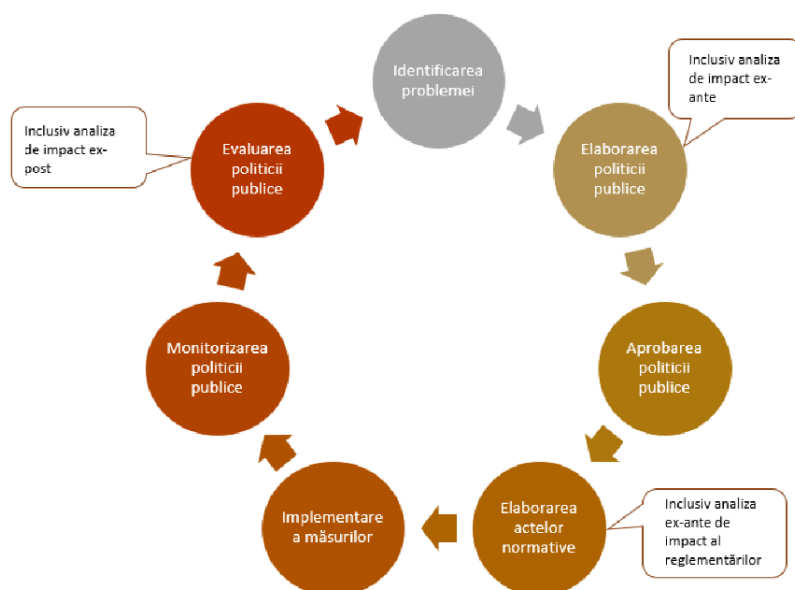 Identificarea
problemei
Inclusiv analiza
de impact ex-
ante
Elaborarea
politicii
publice
Aprobarea
politicii
publice
Elaborarea
actelor
normative
Inclusiv analiza
ex-ante de
impact al
reglementărilor
Implementare
a măsurilor
Monitorizarea
politicii
publice
Evaluarea
politicii
publice
Inclusiv analiza
de impact ex-
post